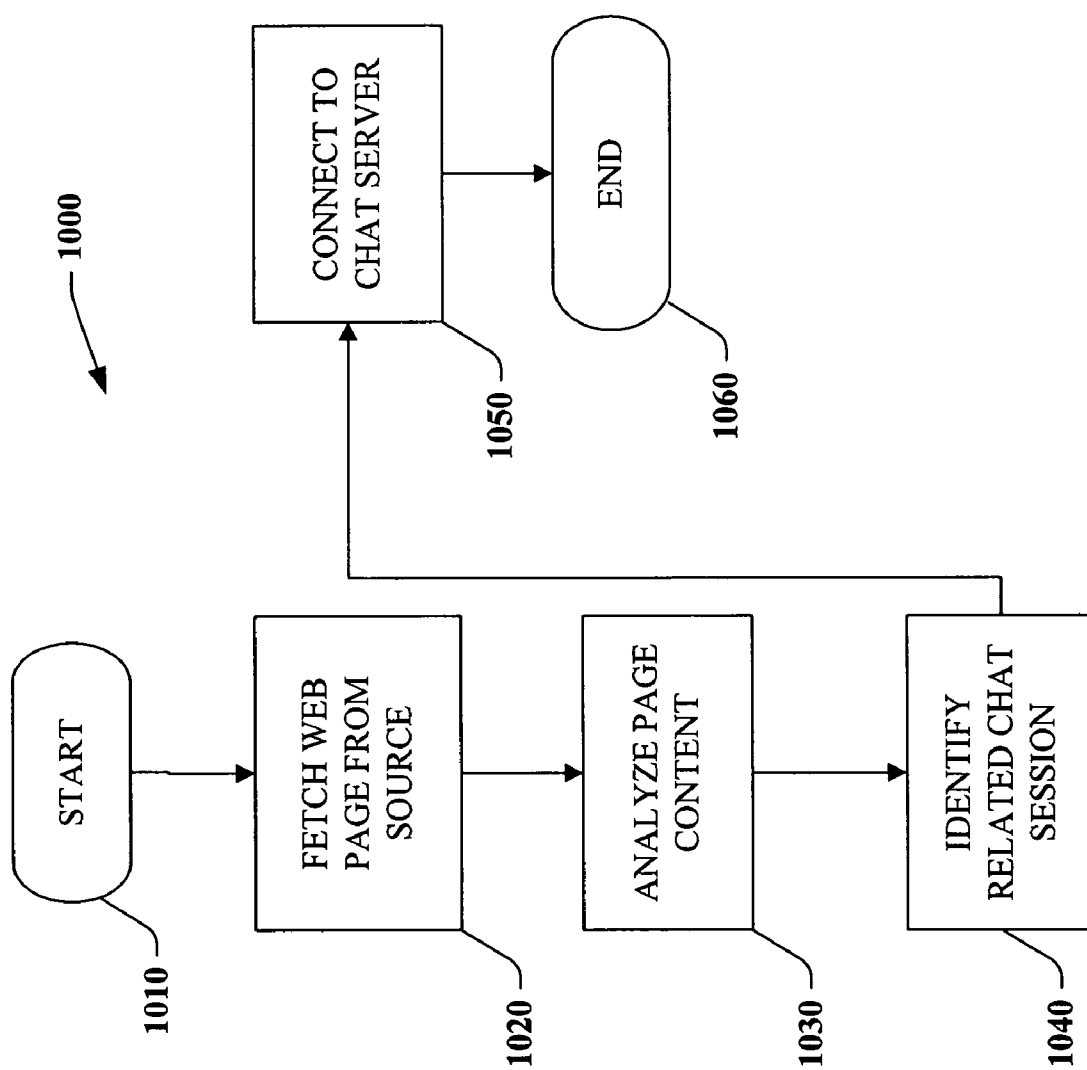 1000
START
1010
FETCH WEB
PAGE FROM
SOURCE
1020
ANALYZE PAGE
CONTENT
1030
IDENTIFY
RELATED CHAT
SESSION
1040
CONNECT TO
CHAT SERVER
1050
END
1060